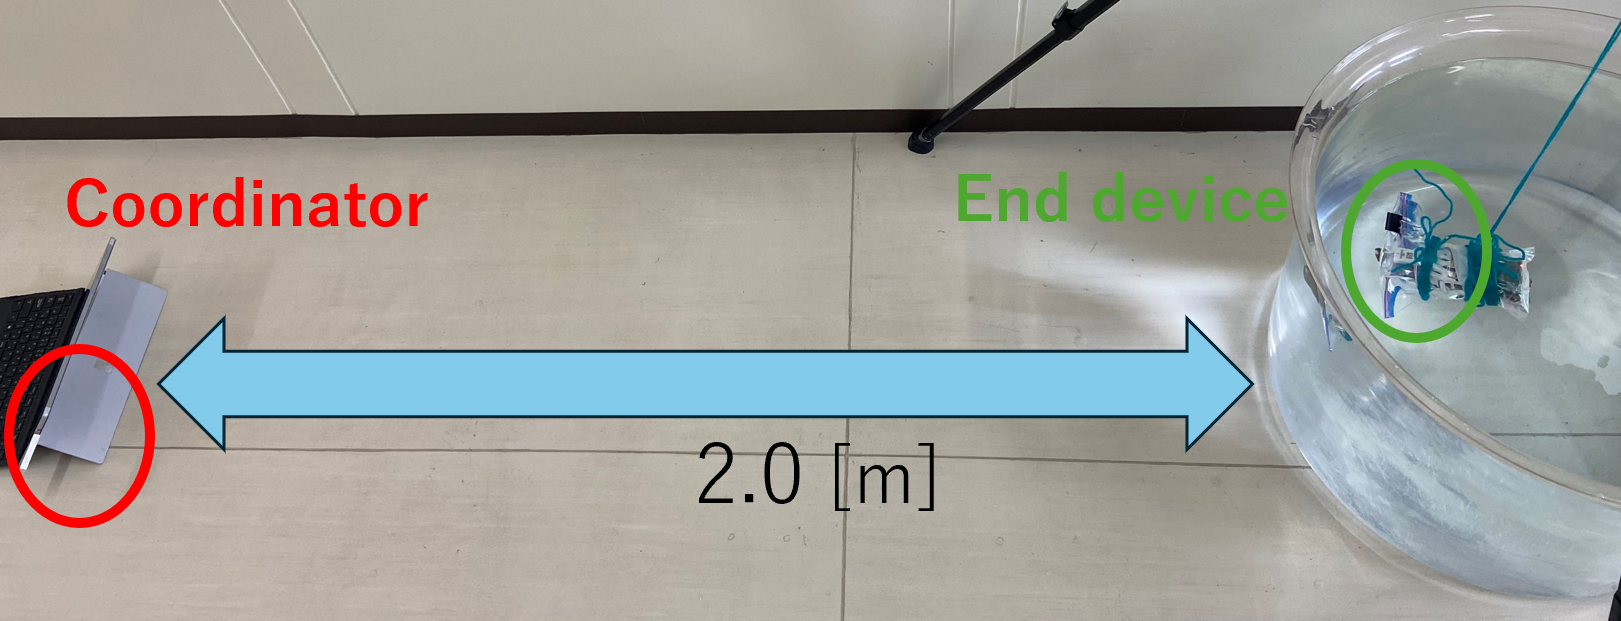 Coordinator
End device
2.0 [m]